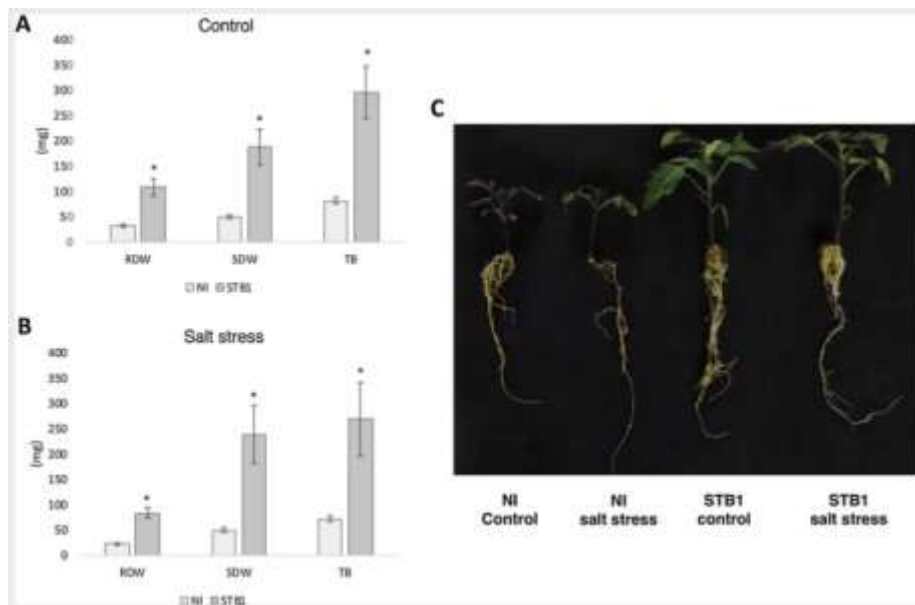 A
Control
400
350
300
250
200
150
100
50
0
(mg)
*
*
*
RDW SDW TB
NI STB1
B
Salt stress
400
350
300
250
200
150
100
50
0
(mg)
*
*
*
RDW SDW TB
NI STB1
C
NI Control
NI salt stress
STB1 control
STB1 salt stress